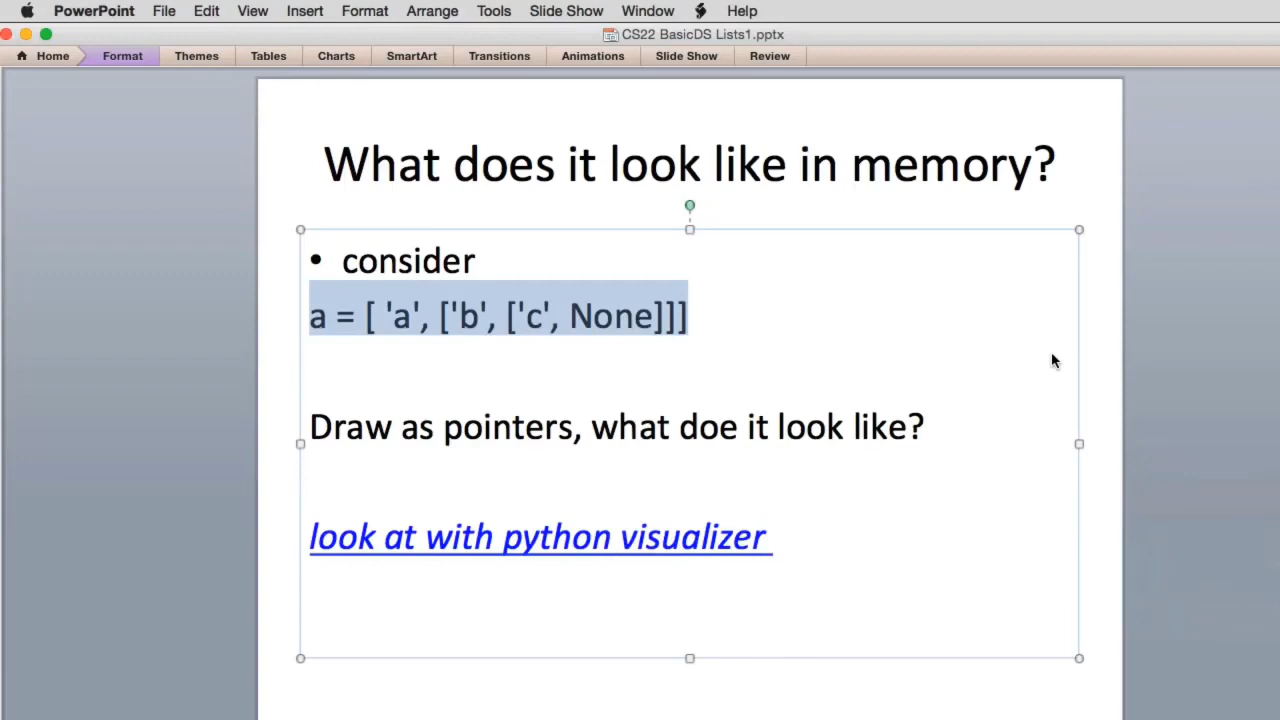 PowerPoint File Edit View Insert Format Arrange Tools Slide Show Window Help
CS22 BasicDS Lists1.pptx
Home Format Themes Tables Charts SmartArt Transitions Animations Slide Show Review
What does it look like in memory?
• consider
a = [ 'a', ['b', ['c', None]]]
Draw as pointers, what doe it look like?
look at with python visualizer